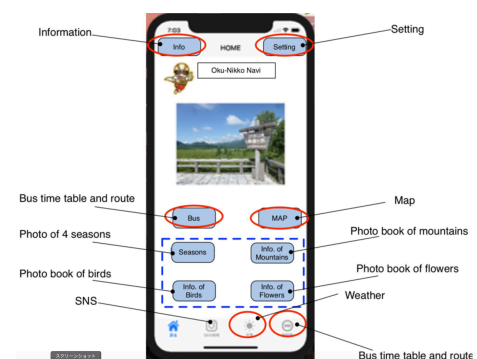 Information
Setting
7:03
Info
HOME
Setting
Oku-Nikko Navi
Bus time table and route
Bus
MAP
Map
Photo of 4 seasons
Seasons
Info. of
Mountains
Photo book of mountains
Photo book of birds
Info. of
Birds
Info. of
Flowers
Photo book of flowers
SNS
Weather
スクリーンショット
Bus time table and route